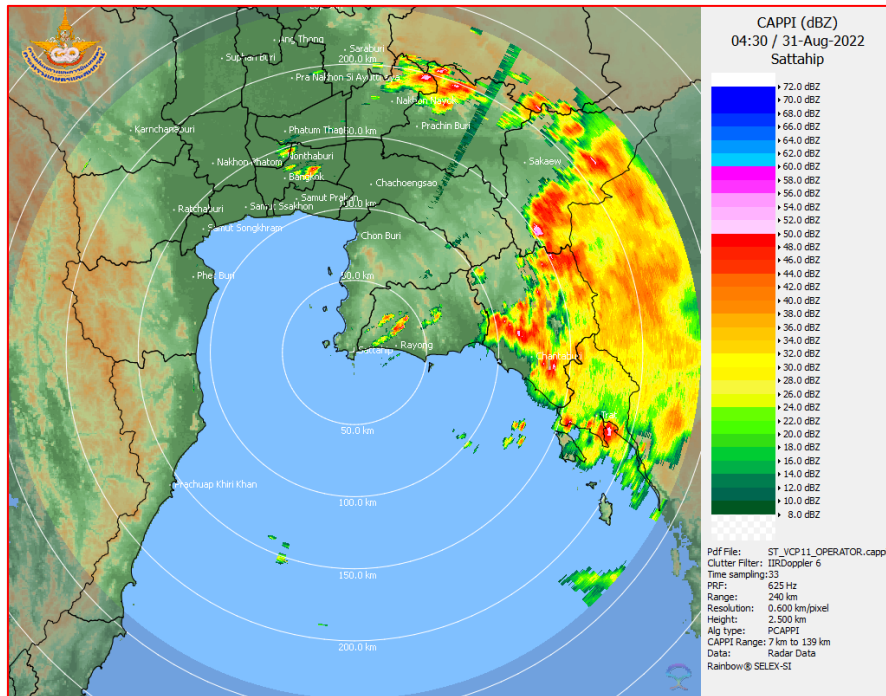 CAPPI (dBZ)
04:30 / 31-Aug-2022
Sattahip
72.0 dBZ
70.0 dBZ
68.0 dBZ
66.0 dBZ
64.0 dBZ
62.0 dBZ
60.0 dBZ
58.0 dBZ
56.0 dBZ
54.0 dBZ
52.0 dBZ
50.0 dBZ
48.0 dBZ
46.0 dBZ
44.0 dBZ
42.0 dBZ
40.0 dBZ
38.0 dBZ
36.0 dBZ
34.0 dBZ
32.0 dBZ
30.0 dBZ
28.0 dBZ
26.0 dBZ
24.0 dBZ
22.0 dBZ
20.0 dBZ
18.0 dBZ
16.0 dBZ
14.0 dBZ
12.0 dBZ
10.0 dBZ
8.0 dBZ
Pdf File: ST_VCP11_OPERATOR.capp
Clutter Filter: IIRDoppler 6
Time sampling:33
PRF: 625 Hz
Range: 240 km
Resolution: 0.600 km/pixel
Height: 2.500 km
Alg type: PCAPPI
CAPPI Range: 7 km to 139 km
Data: Radar Data
Rainbow® SELEX-SI
Ang Thong
Saraburi
Suphan Buri
200.0 km
Pra Nakhon Si Ayuthaya
Nakhon Nayok
Kanchanaburi
Phatum Thani
Prachin Buri
Nonthaburi
Nakhon Phatom
Sakaew
Bangkok
Chachoengsao
Samut Prakan
Ratchaburi
Samut Ssakhon
Samut Songkhram
Chon Buri
Phet Buri
50.0 km
Sattahip
Rayong
Chanthaburi
50.0 km
Prachuap Khiri Khan
100.0 km
150.0 km
200.0 km